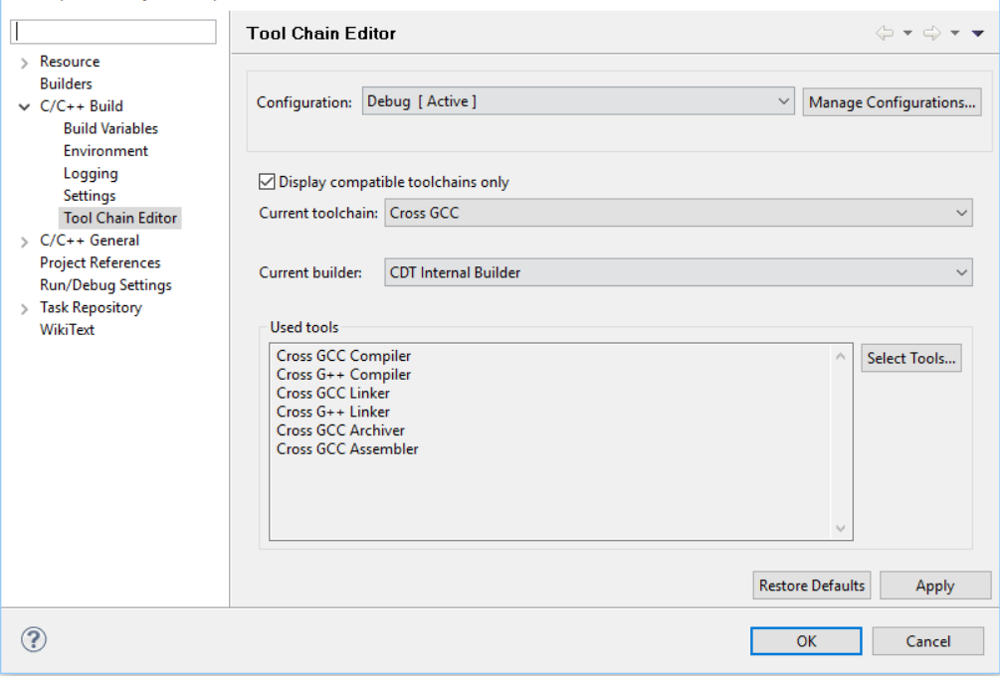 Tool Chain Editor
Resource
Builders
C/C++ Build
Build Variables
Environment
Logging
Settings
Tool Chain Editor
C/C++ General
Project References
Run/Debug Settings
Task Repository
WikiText
Configuration: Debug [ Active ] Manage Configurations...
Display compatible toolchains only
Current toolchain: Cross GCC
Current builder: CDT Internal Builder
Used tools
Cross GCC Compiler
Cross G++ Compiler
Cross GCC Linker
Cross G++ Linker
Cross GCC Archiver
Cross GCC Assembler
Select Tools...
Restore Defaults Apply
? OK Cancel